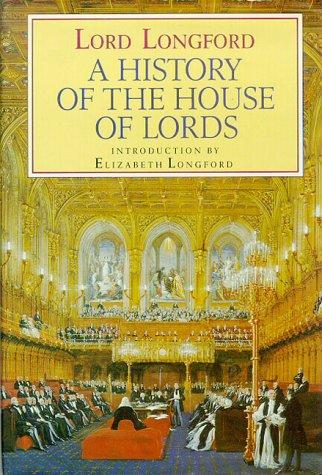 LORD LONGFORD
A HISTORY
OF THE HOUSE
OF LORDS
INTRODUCTION BY
ELIZABETH LONGFORD